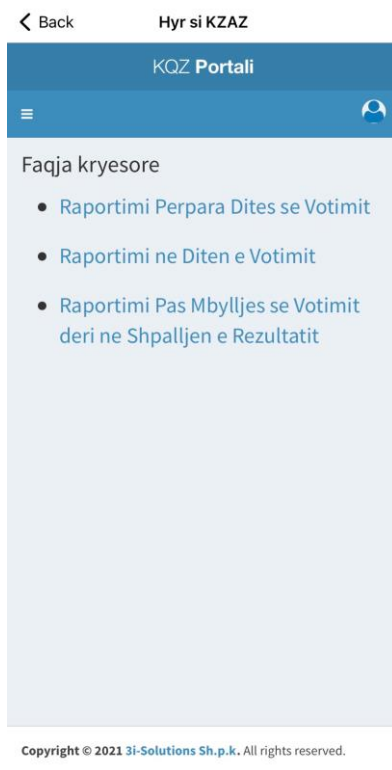 Back Hyr si KZAZ
KQZ Portali
Faqja kryesore
Raportimi Perpara Dites se Votimit
Raportimi ne Diten e Votimit
Raportimi Pas Mbylljes se Votimit
deri ne Shpalljen e Rezultatit
Copyright © 2021 3i-Solutions Sh.p.k. All rights reserved.